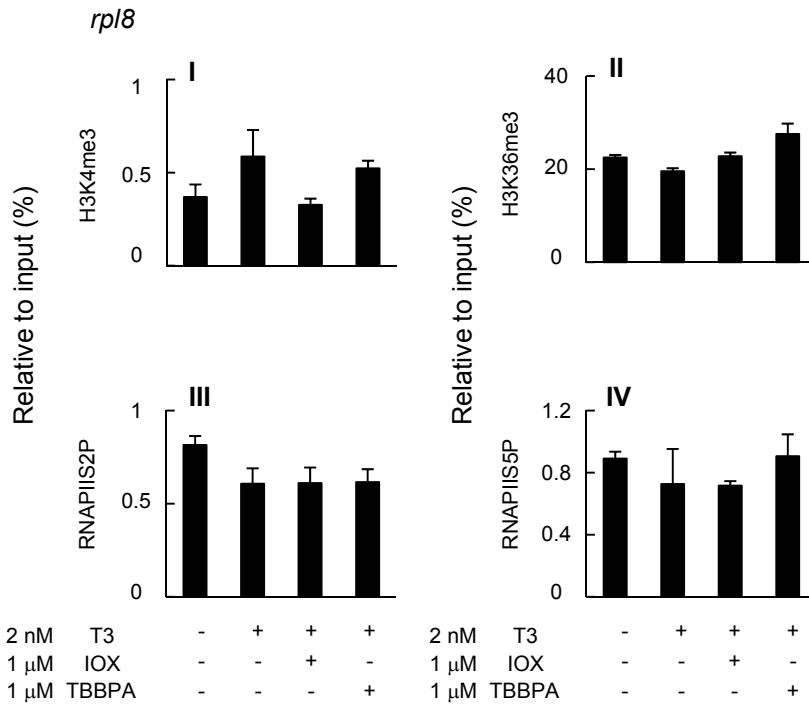 rpl8
I
1
0.5
0
H3K4me3
Relative to input (%)
II
40
20
0
H3K36me3
Relative to input (%)
III
1
0.5
0
RNAPIIS2P
IV
1.2
0.8
0.4
0
RNAPIIS5P
2 nM T3 - + + +
1 μM IOX - - + -
1 μM TBBPA - - - +
2 nM T3 - + + +
1 μM IOX - - + -
1 μM TBBPA - - - +